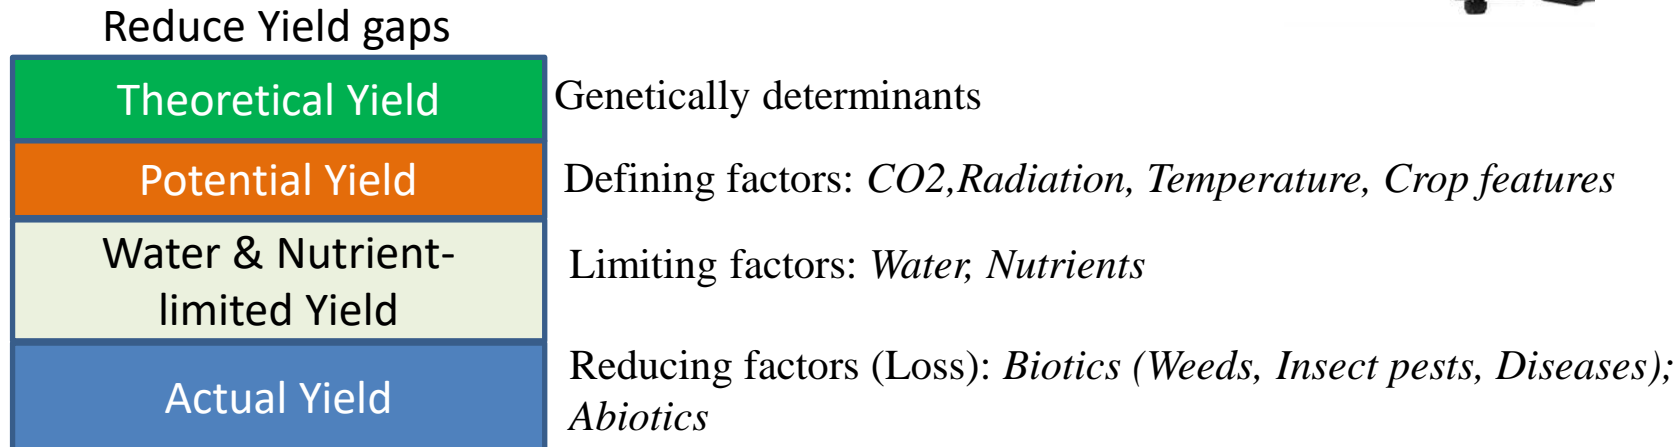 Reduce Yield gaps
Theoretical Yield
Genetically determinants
Potential Yield
Defining factors: CO2,Radiation, Temperature, Crop features
Water & Nutrient-
limited Yield
Limiting factors: Water, Nutrients
Actual Yield
Reducing factors (Loss): Biotics (Weeds, Insect pests, Diseases);
Abiotics